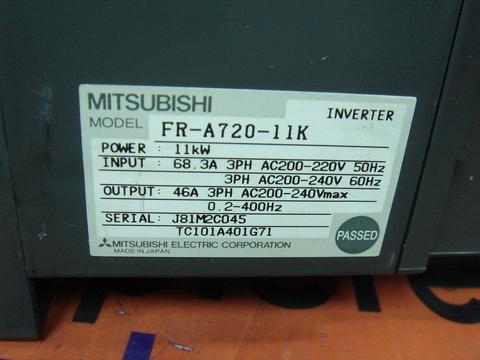 MITSUBISHI
INVERTER
MODEL FR-A720-11K
POWER : 11kW
INPUT : 68.3A 3PH AC200-220V 50Hz
3PH AC200-240V 60Hz
OUTPUT: 46A 3PH AC200-240Vmax
0.2-400Hz
SERIAL: J81M2C045
TC101A401G71
PASSED
MITSUBISHI ELECTRIC CORPORATION
MADE IN JAPAN